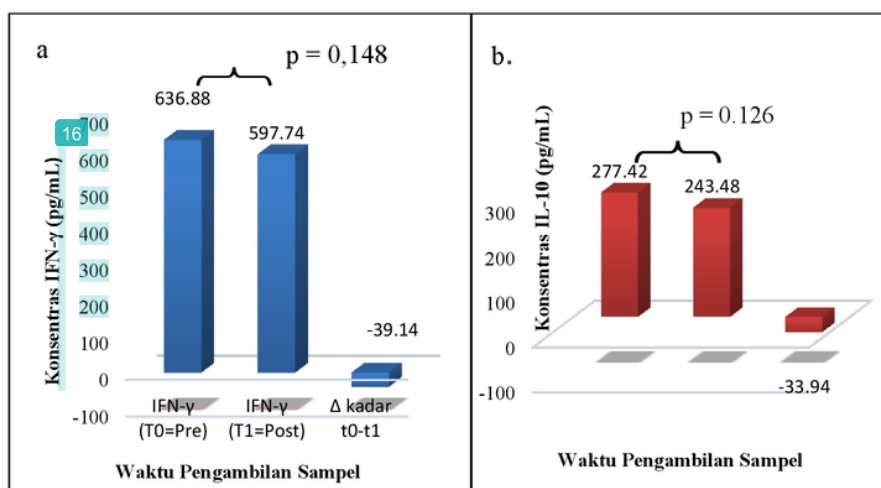 a
p = 0,148
636.88
597.74
-39.14
16
700
600
500
400
300
200
100
0
-100
Konsentras IFN-γ (pg/mL)
IFN-γ (T0=Pre)
IFN-γ (T1=Post)
Δ kadar t0-t1
Waktu Pengambilan Sampel
b.
p = 0.126
277.42
243.48
-33.94
300
200
100
0
-100
Konsentras IL-10 (pg/mL)
Waktu Pengambilan Sampel